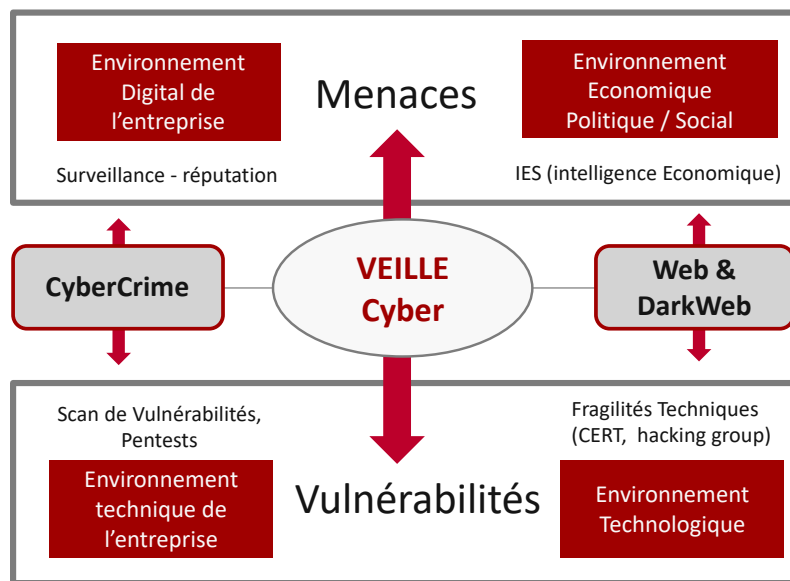 Environnement
Digital de
l’entreprise
Menaces
Environnement
Economique
Politique / Social
Surveillance - réputation
IES (intelligence Economique)
CyberCrime
VEILLE
Cyber
Web &
DarkWeb
Scan de Vulnérabilités,
Pentests
Fragilités Techniques
(CERT, hacking group)
Environnement
technique de
l’entreprise
Vulnérabilités
Environnement
Technologique